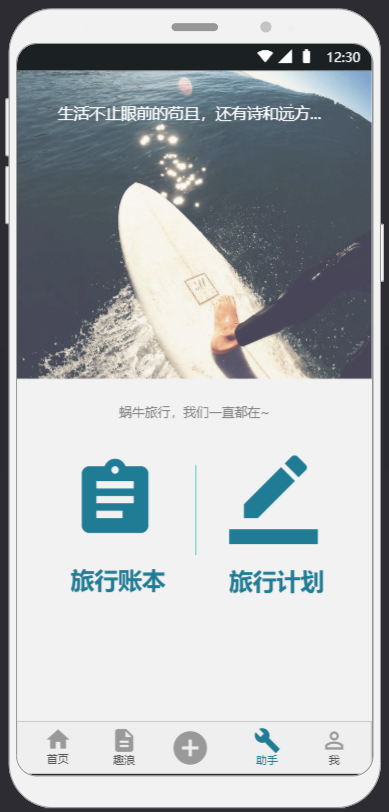 12:30
生活不止眼前的苟且，还有诗和远方...
蜗牛旅行，我们一直都在~
旅行账本
旅行计划
首页
趣浪
助手
我